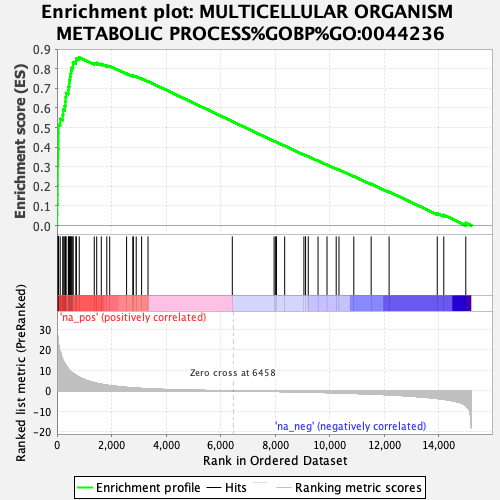 Enrichment plot: MULTICELLULAR ORGANISM
METABOLIC PROCESS%GOBP%GO:0044236
Enrichment score (ES)
0.9
0.8
0.7
0.6
0.5
0.4
0.3
0.2
0.1
0.0
'na_pos' (positively correlated)
Ranked list metric (PreRanked)
30
20
10
0
-10
-20
Zero cross at 6458
'na_neg' (negatively correlated)
0
2,000
4,000
6,000
8,000
10,000
12,000
14,000
Rank in Ordered Dataset
Enrichment profile
Hits
Ranking metric scores